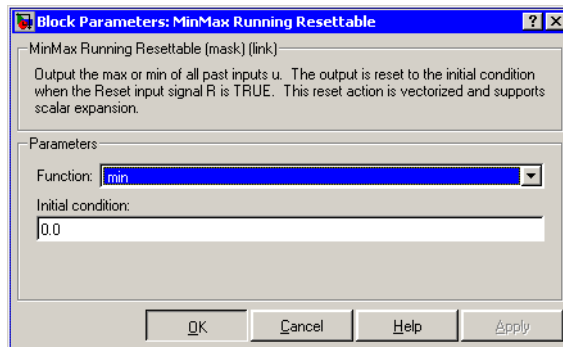 Block Parameters: MinMax Running Resettable
MinMax Running Resettable (mask) (link)
Output the max or min of all past inputs u. The output is reset to the initial condition
when the Reset input signal R is TRUE. This reset action is vectorized and supports
scalar expansion.
Parameters
Function: min
Initial condition:
0.0
OK Cancel Help Apply